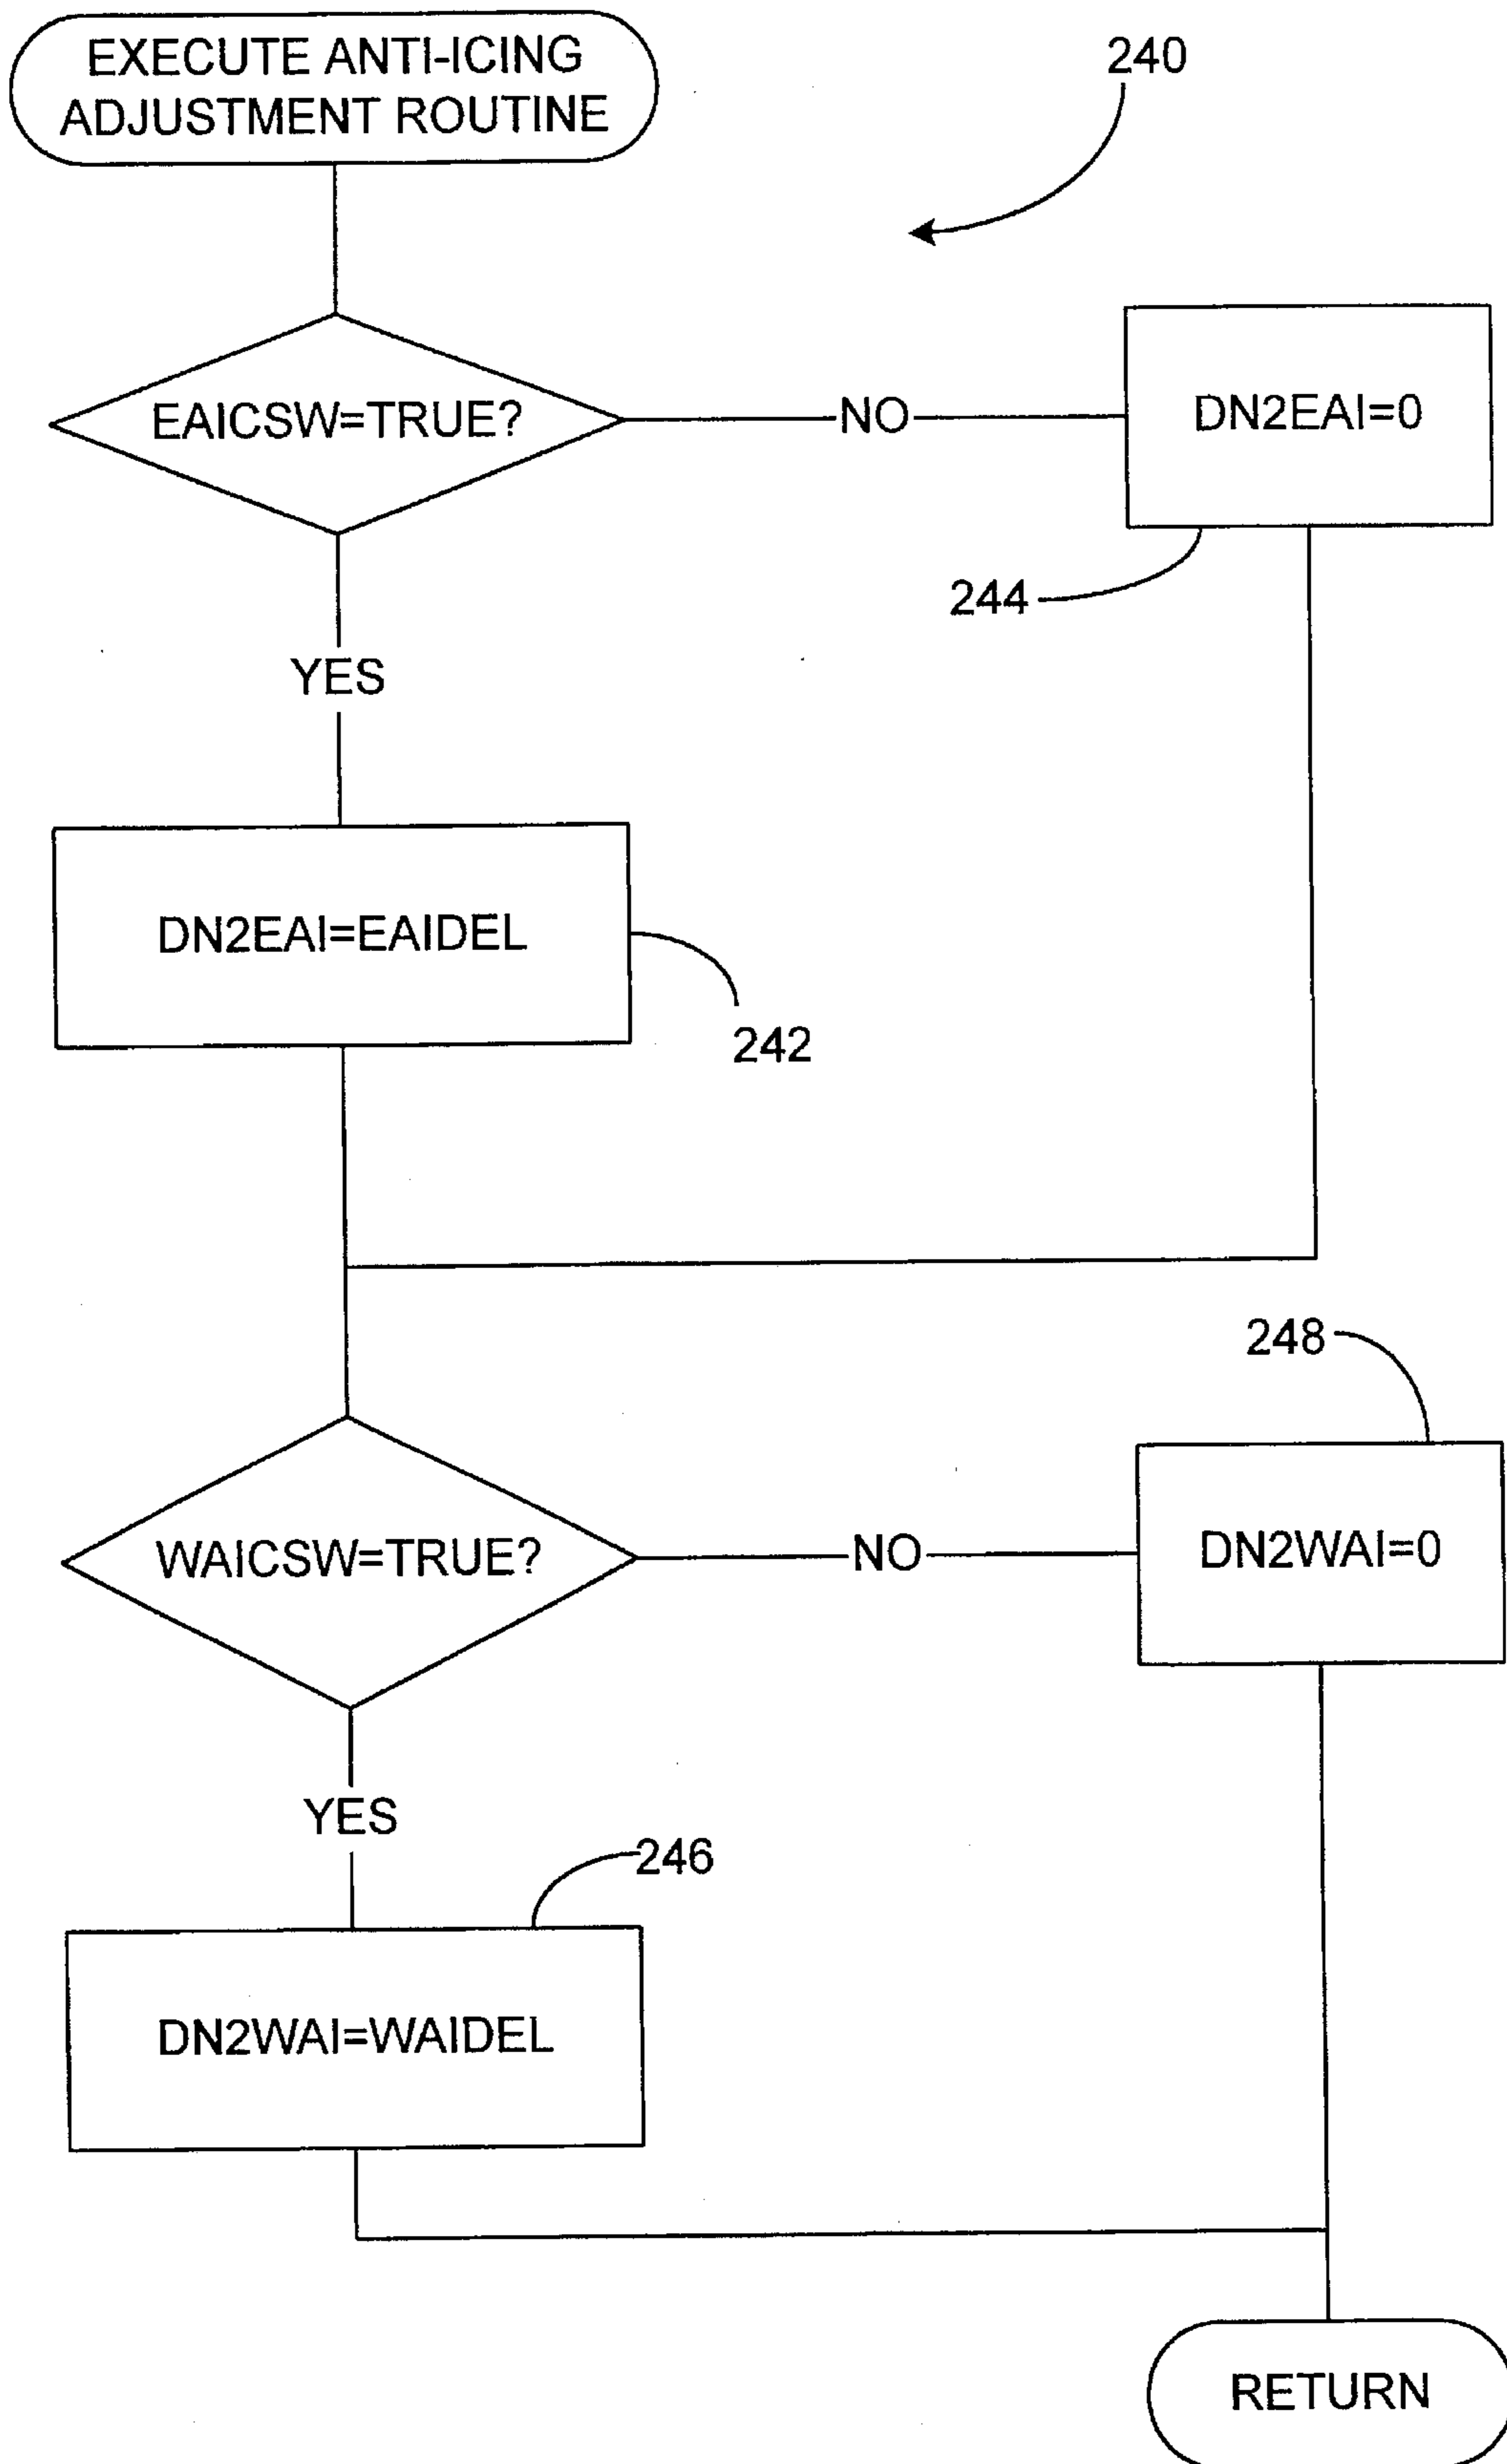 EXECUTE ANTI-ICING
ADJUSTMENT ROUTINE
240
EAICSW=TRUE?
NO
DN2EAI=0
244
YES
DN2EAI=EAIDEL
242
248
WAICSW=TRUE?
NO
DN2WAI=0
YES
246
DN2WAI=WAIDEL
RETURN